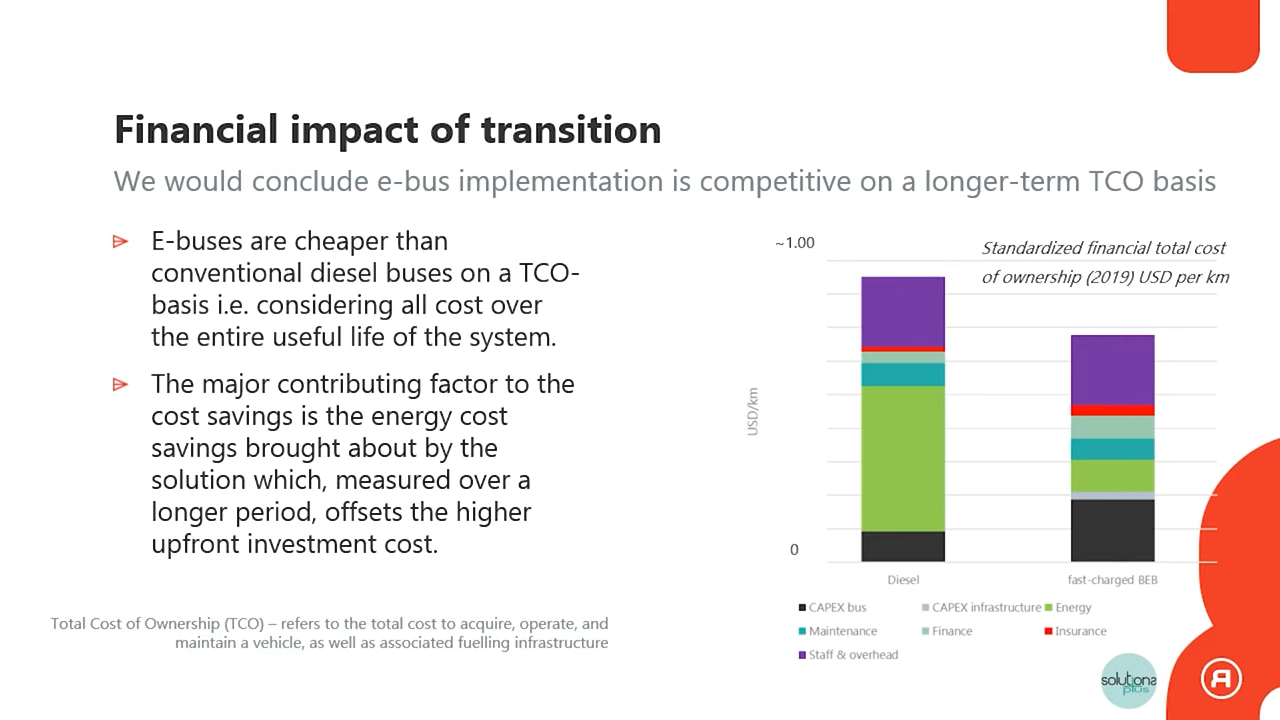 Financial impact of transition
We would conclude e-bus implementation is competitive on a longer-term TCO basis
E-buses are cheaper than
conventional diesel buses on a TCO-
basis i.e. considering all cost over
the entire useful life of the system.
The major contributing factor to the
cost savings is the energy cost
savings brought about by the
solution which, measured over a
longer period, offsets the higher
upfront investment cost.
Total Cost of Ownership (TCO) – refers to the total cost to acquire, operate, and
maintain a vehicle, as well as associated fuelling infrastructure
~1.00
Standardized financial total cost
of ownership (2019) USD per km
USD/km
0
Diesel
fast-charged BEB
CAPEX bus
CAPEX infrastructure
Energy
Maintenance
Finance
Insurance
Staff & overhead
solutions
plus